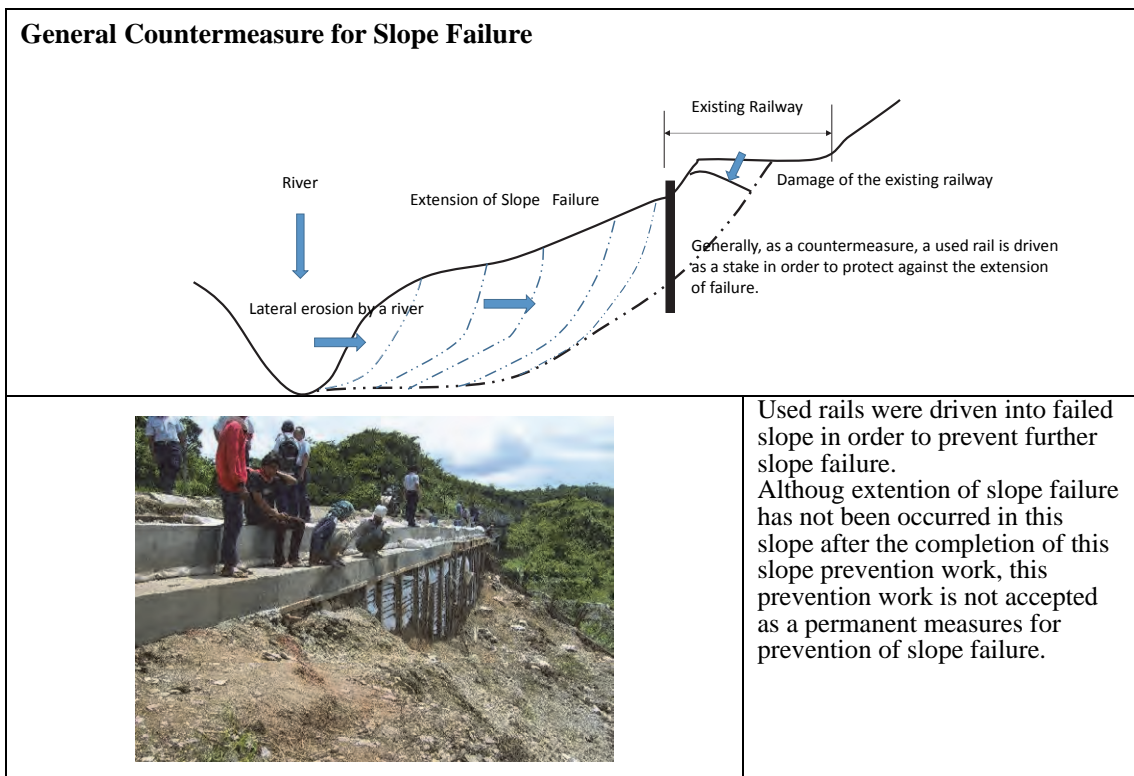 General Countermeasure for Slope Failure
Existing Railway
River
Extension of Slope Failure
Damage of the existing railway
Lateral erosion by a river
Generally, as a countermeasure, a used rail is driven
as a stake in order to protect against the extension
of failure.
Used rails were driven into failed
slope in order to prevent further
slope failure.
Althoug extention of slope failure
has not been occurred in this
slope after the completion of this
slope prevention work, this
prevention work is not accepted
as a permanent measures for
prevention of slope failure.